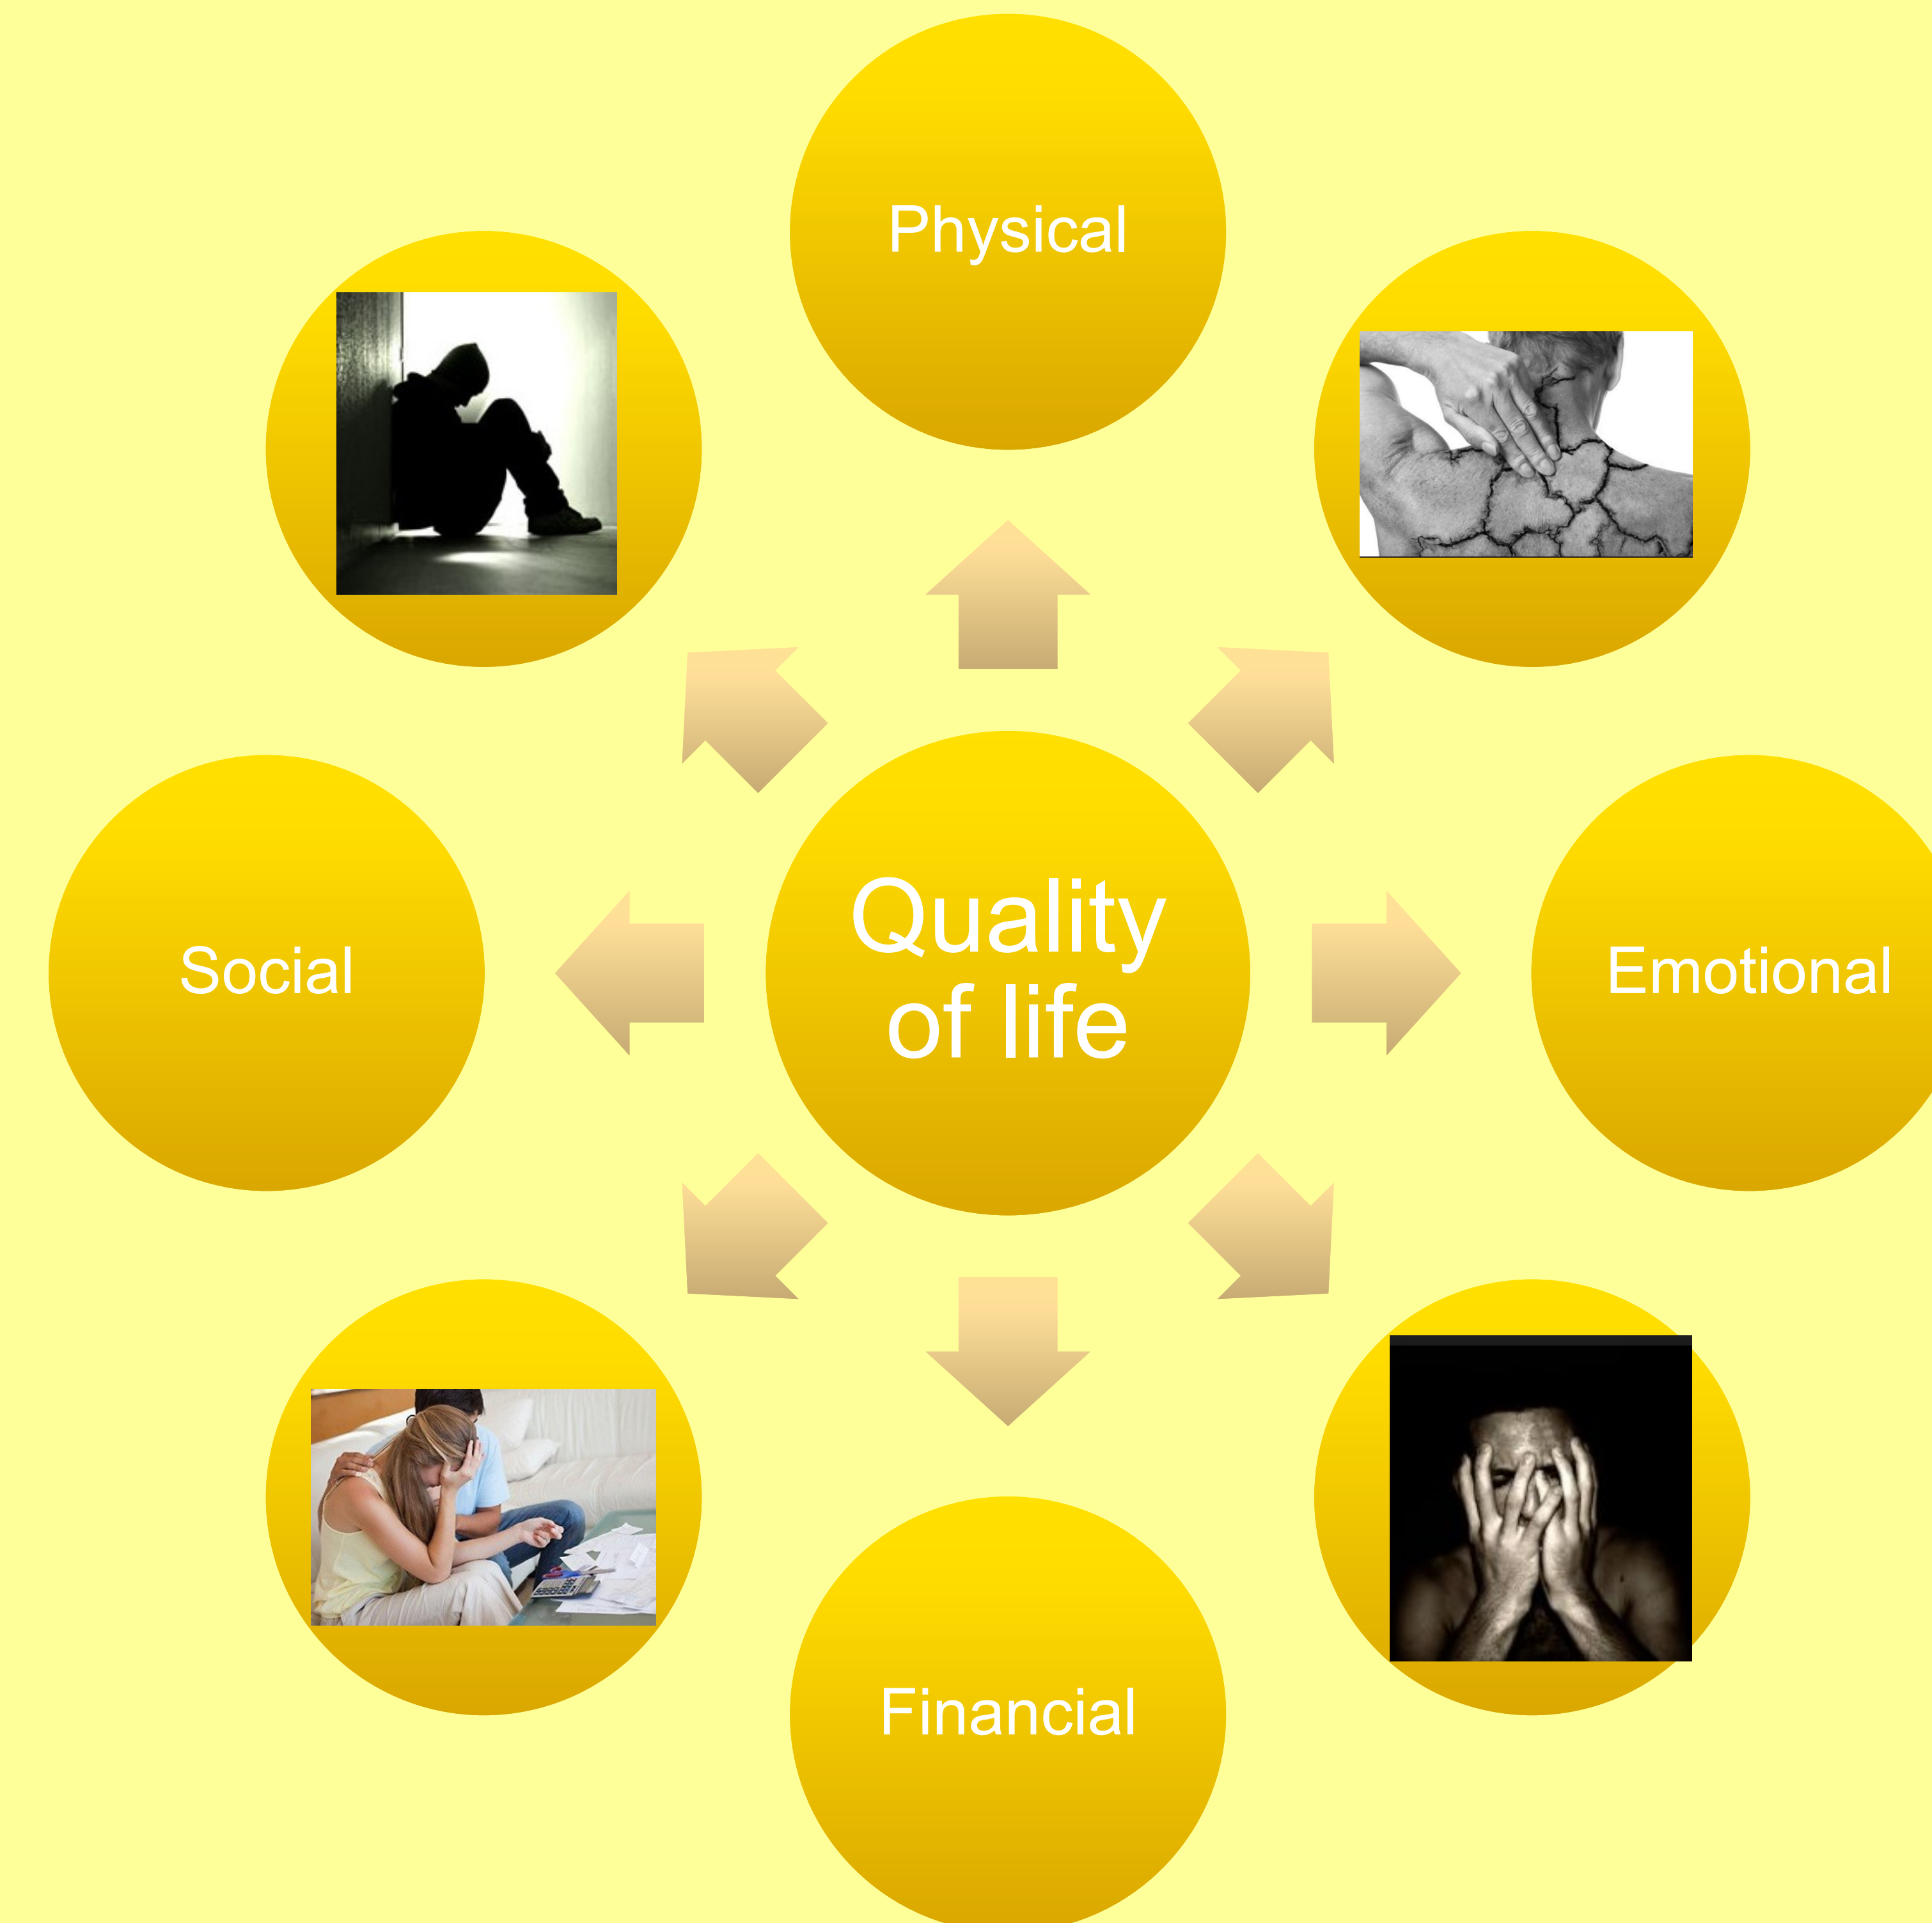 Physical
Social
Quality
of life
Emotional
Financial